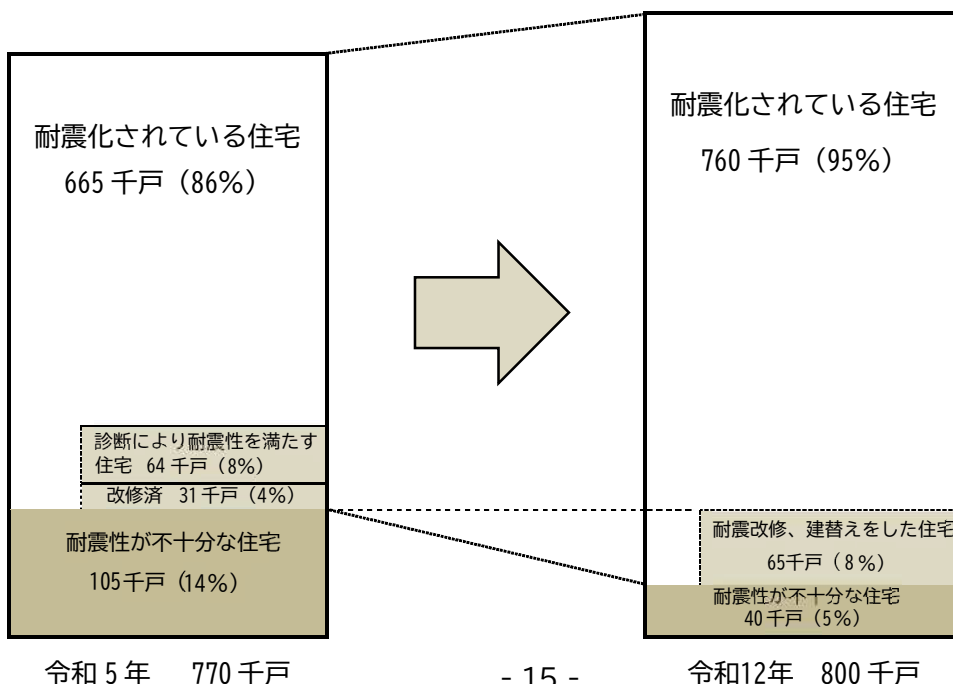 耐震化されている住宅
665 千戸（86%）
診断により耐震性を満たす
住宅 64 千戸（8%）
改修済 31 千戸（4%）
耐震性が不十分な住宅
105千戸（14%）
令和 5 年 770 千戸
耐震化されている住宅
760 千戸（95%）
耐震改修、建替えをした住宅
65千戸（8%）
耐震性が不十分な住宅
40 千戸（5%）
令和12年 800 千戸
- 15 -